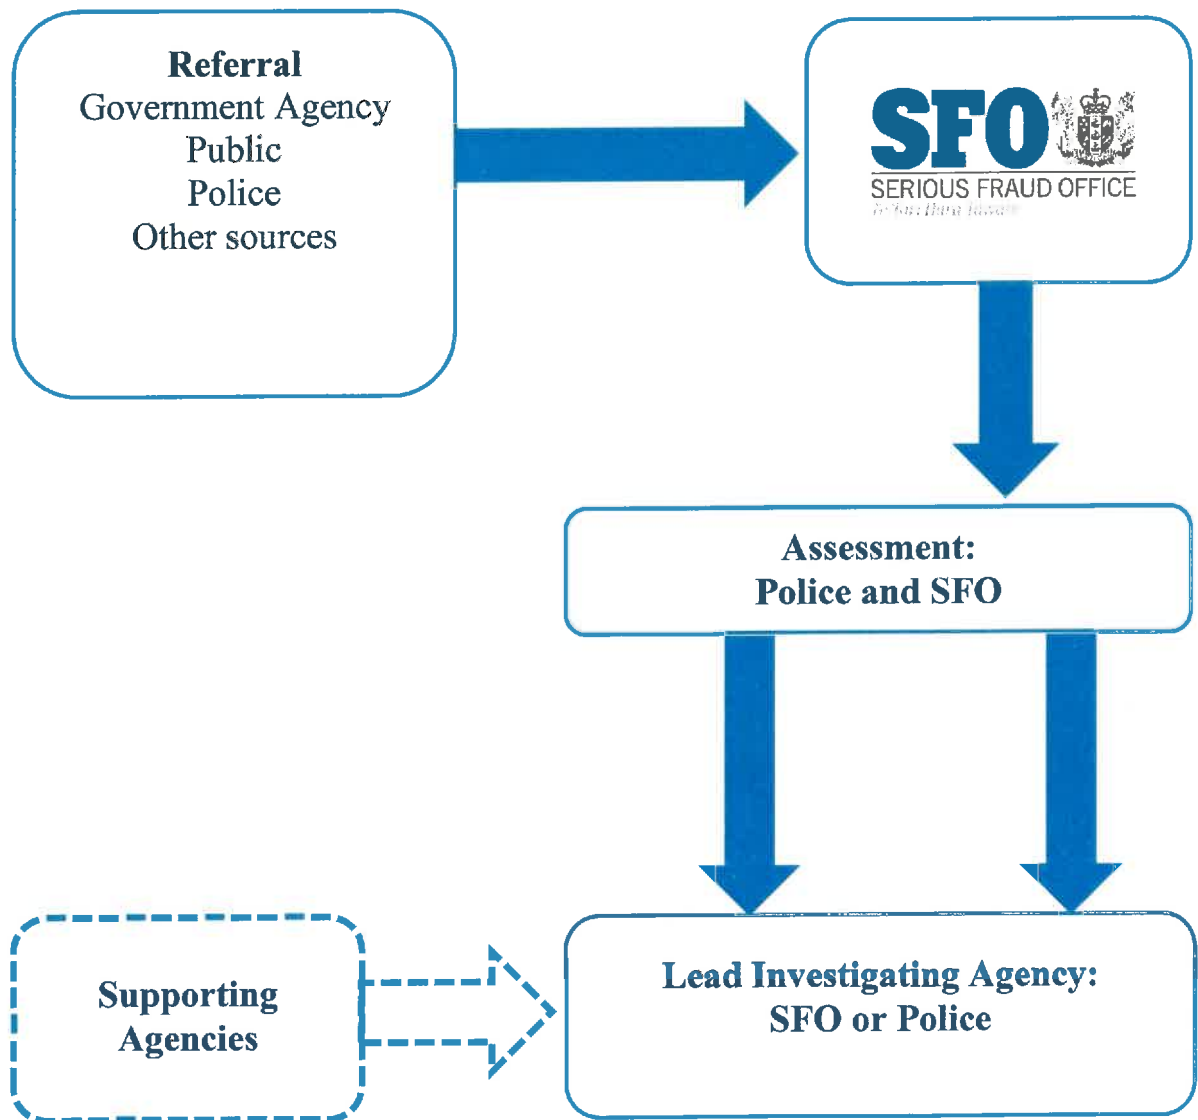 Referral
Government Agency
Public
Police
Other sources
SFO
SERIOUS FRAUD OFFICE
Assessment:
Police and SFO
Supporting
Agencies
Lead Investigating Agency:
SFO or Police